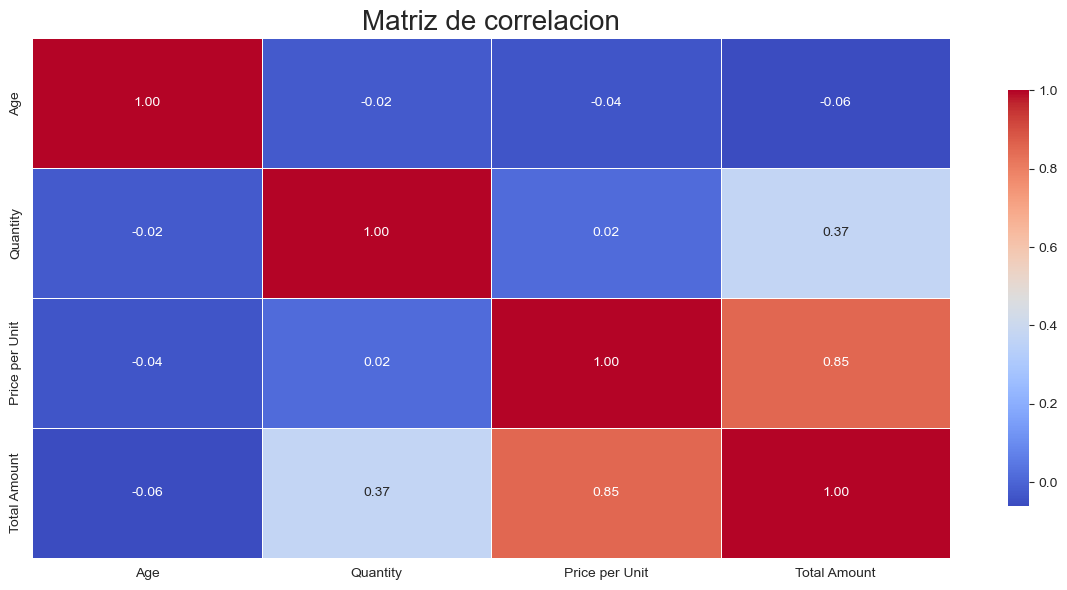 Matriz de correlacion
Age
1.00
-0.02
-0.04
-0.06
Quantity
-0.02
1.00
0.02
0.37
Price per Unit
-0.04
0.02
1.00
0.85
Total Amount
-0.06
0.37
0.85
1.00
Age
Quantity
Price per Unit
Total Amount
1.0
0.8
0.6
0.4
0.2
0.0